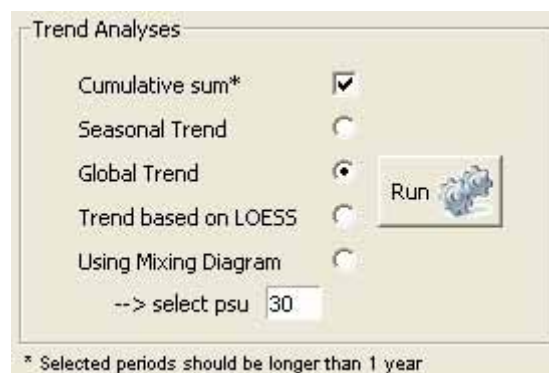 Trend Analyses
Cumulative sum*
Seasonal Trend
Global Trend
Run
Trend based on LOESS
Using Mixing Diagram
--> select psu 30
* Selected periods should be longer than 1 year